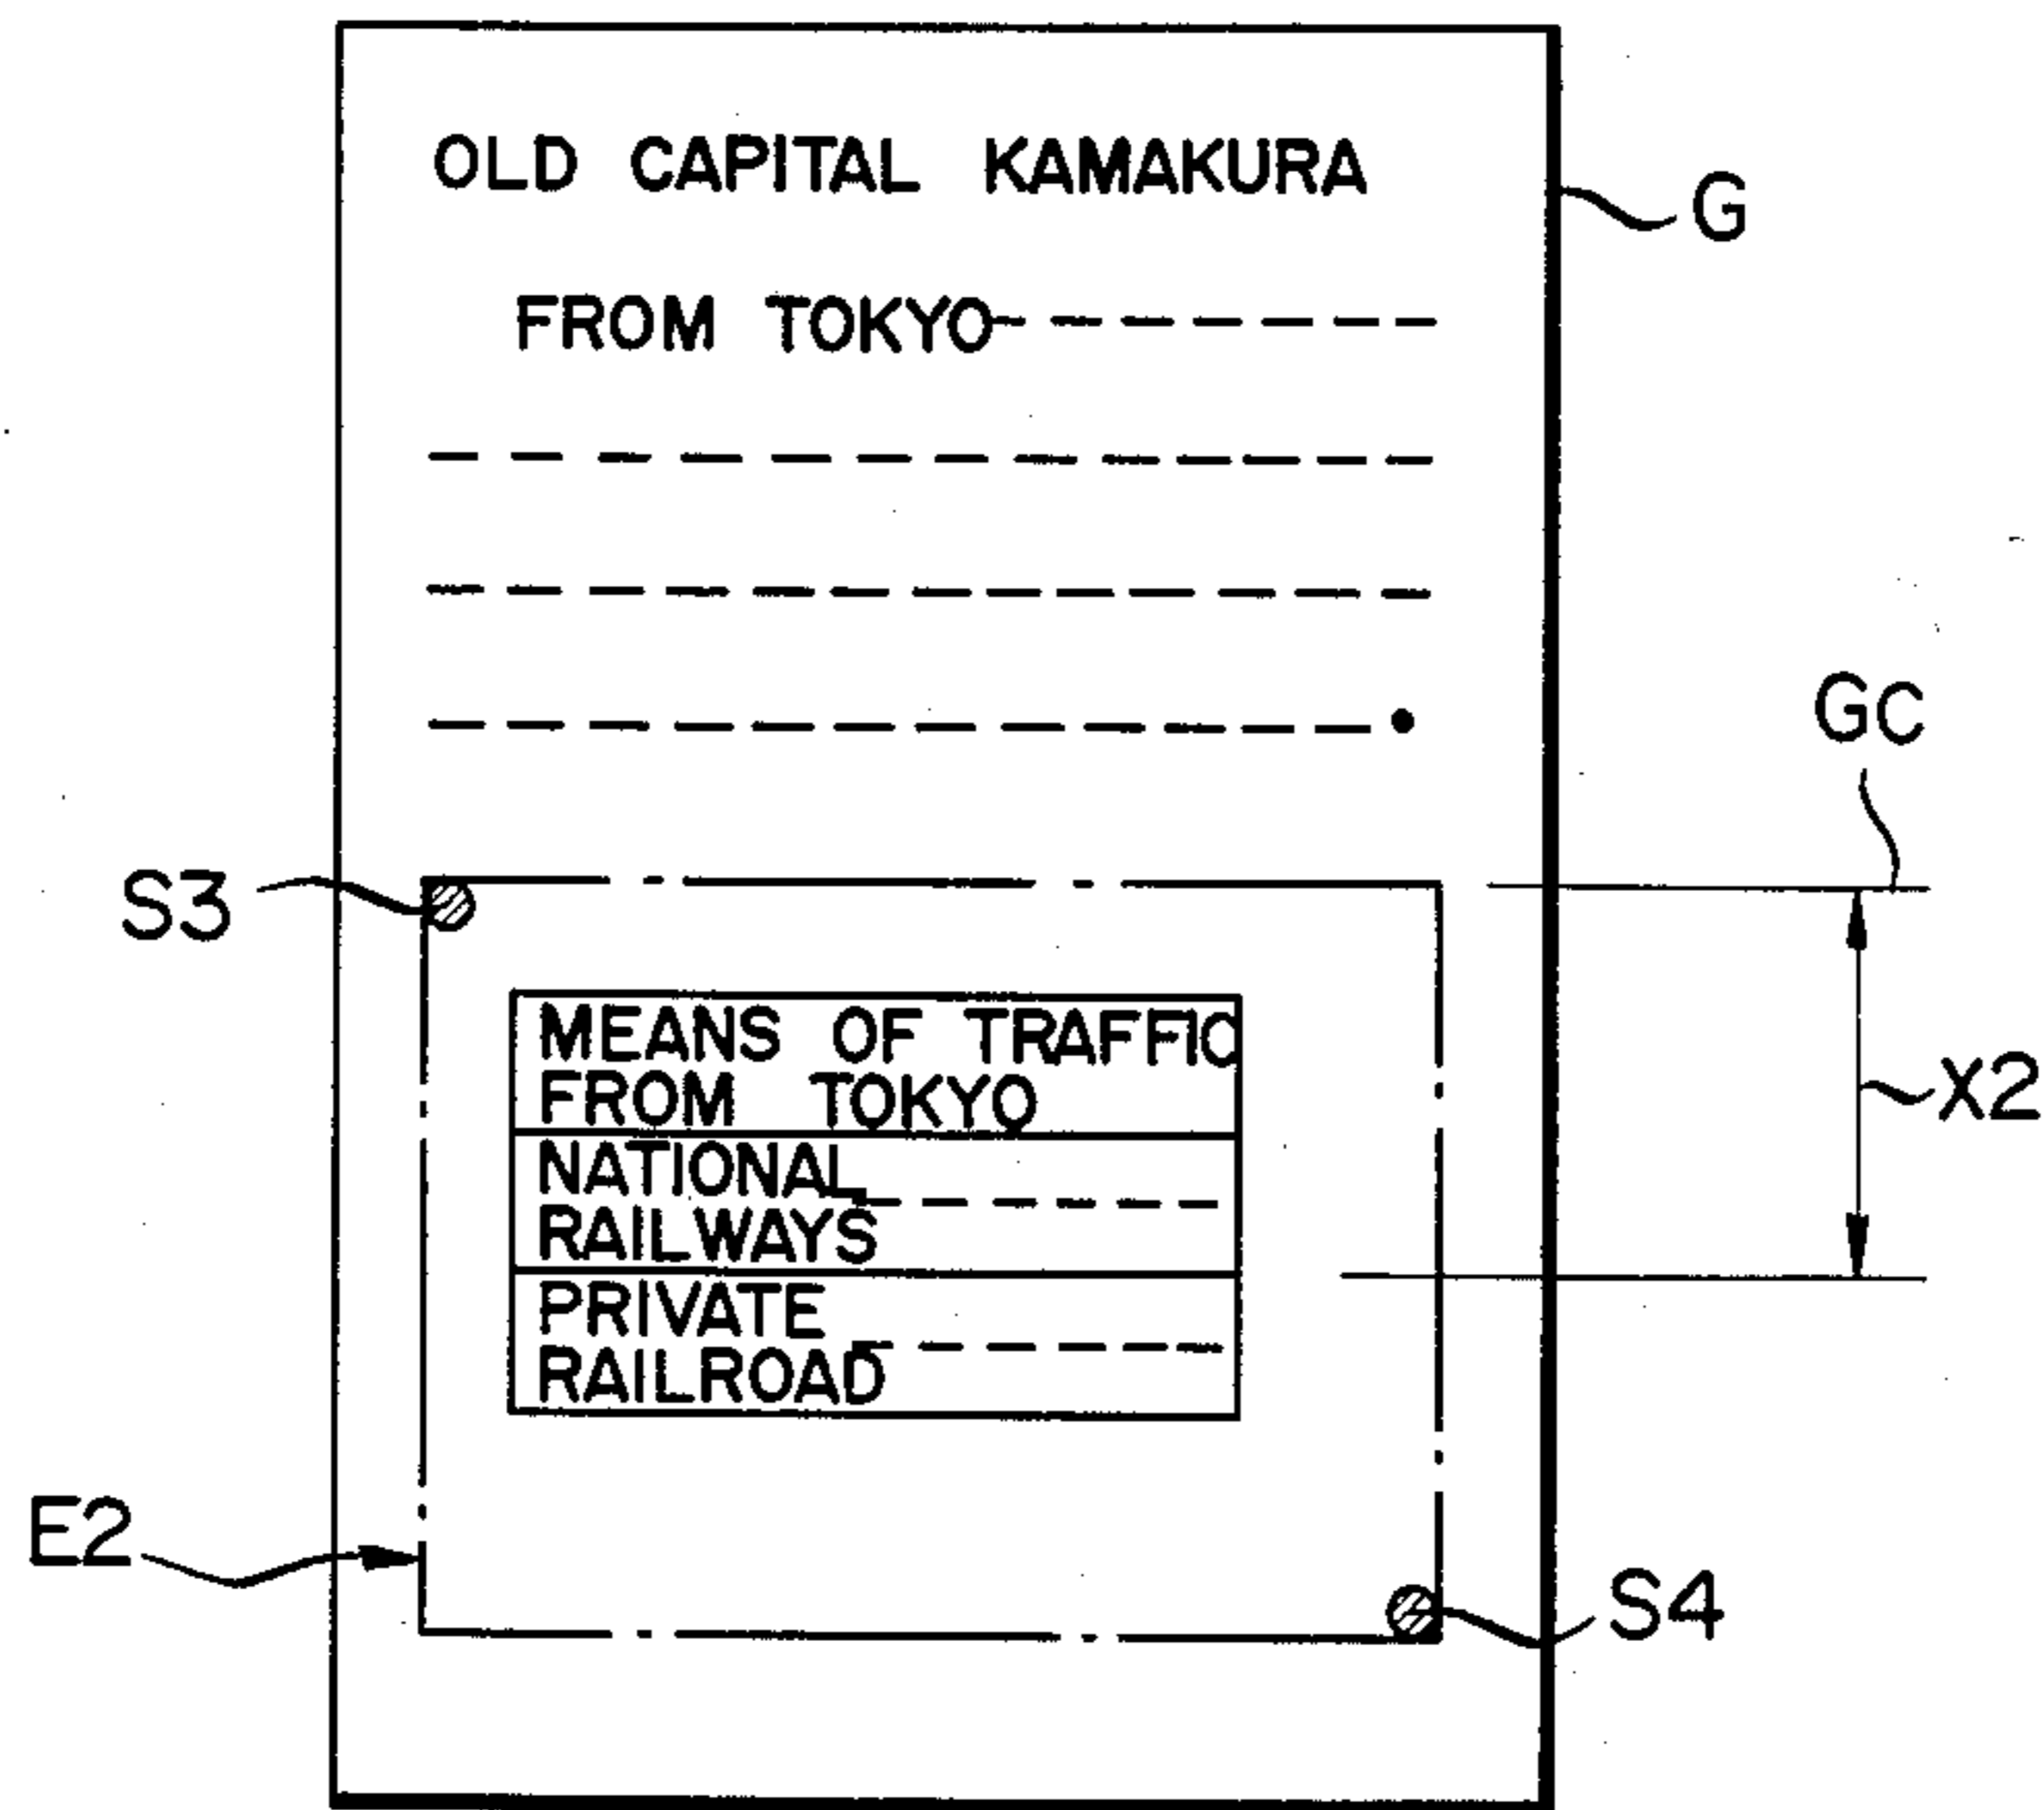 OLD CAPITAL KAMAKURA
G
FROM TOKYO
GC
S3
MEANS OF TRAFFIC
FROM TOKYO
X2
NATIONAL
RAILWAYS
PRIVATE
RAILROAD
E2
S4